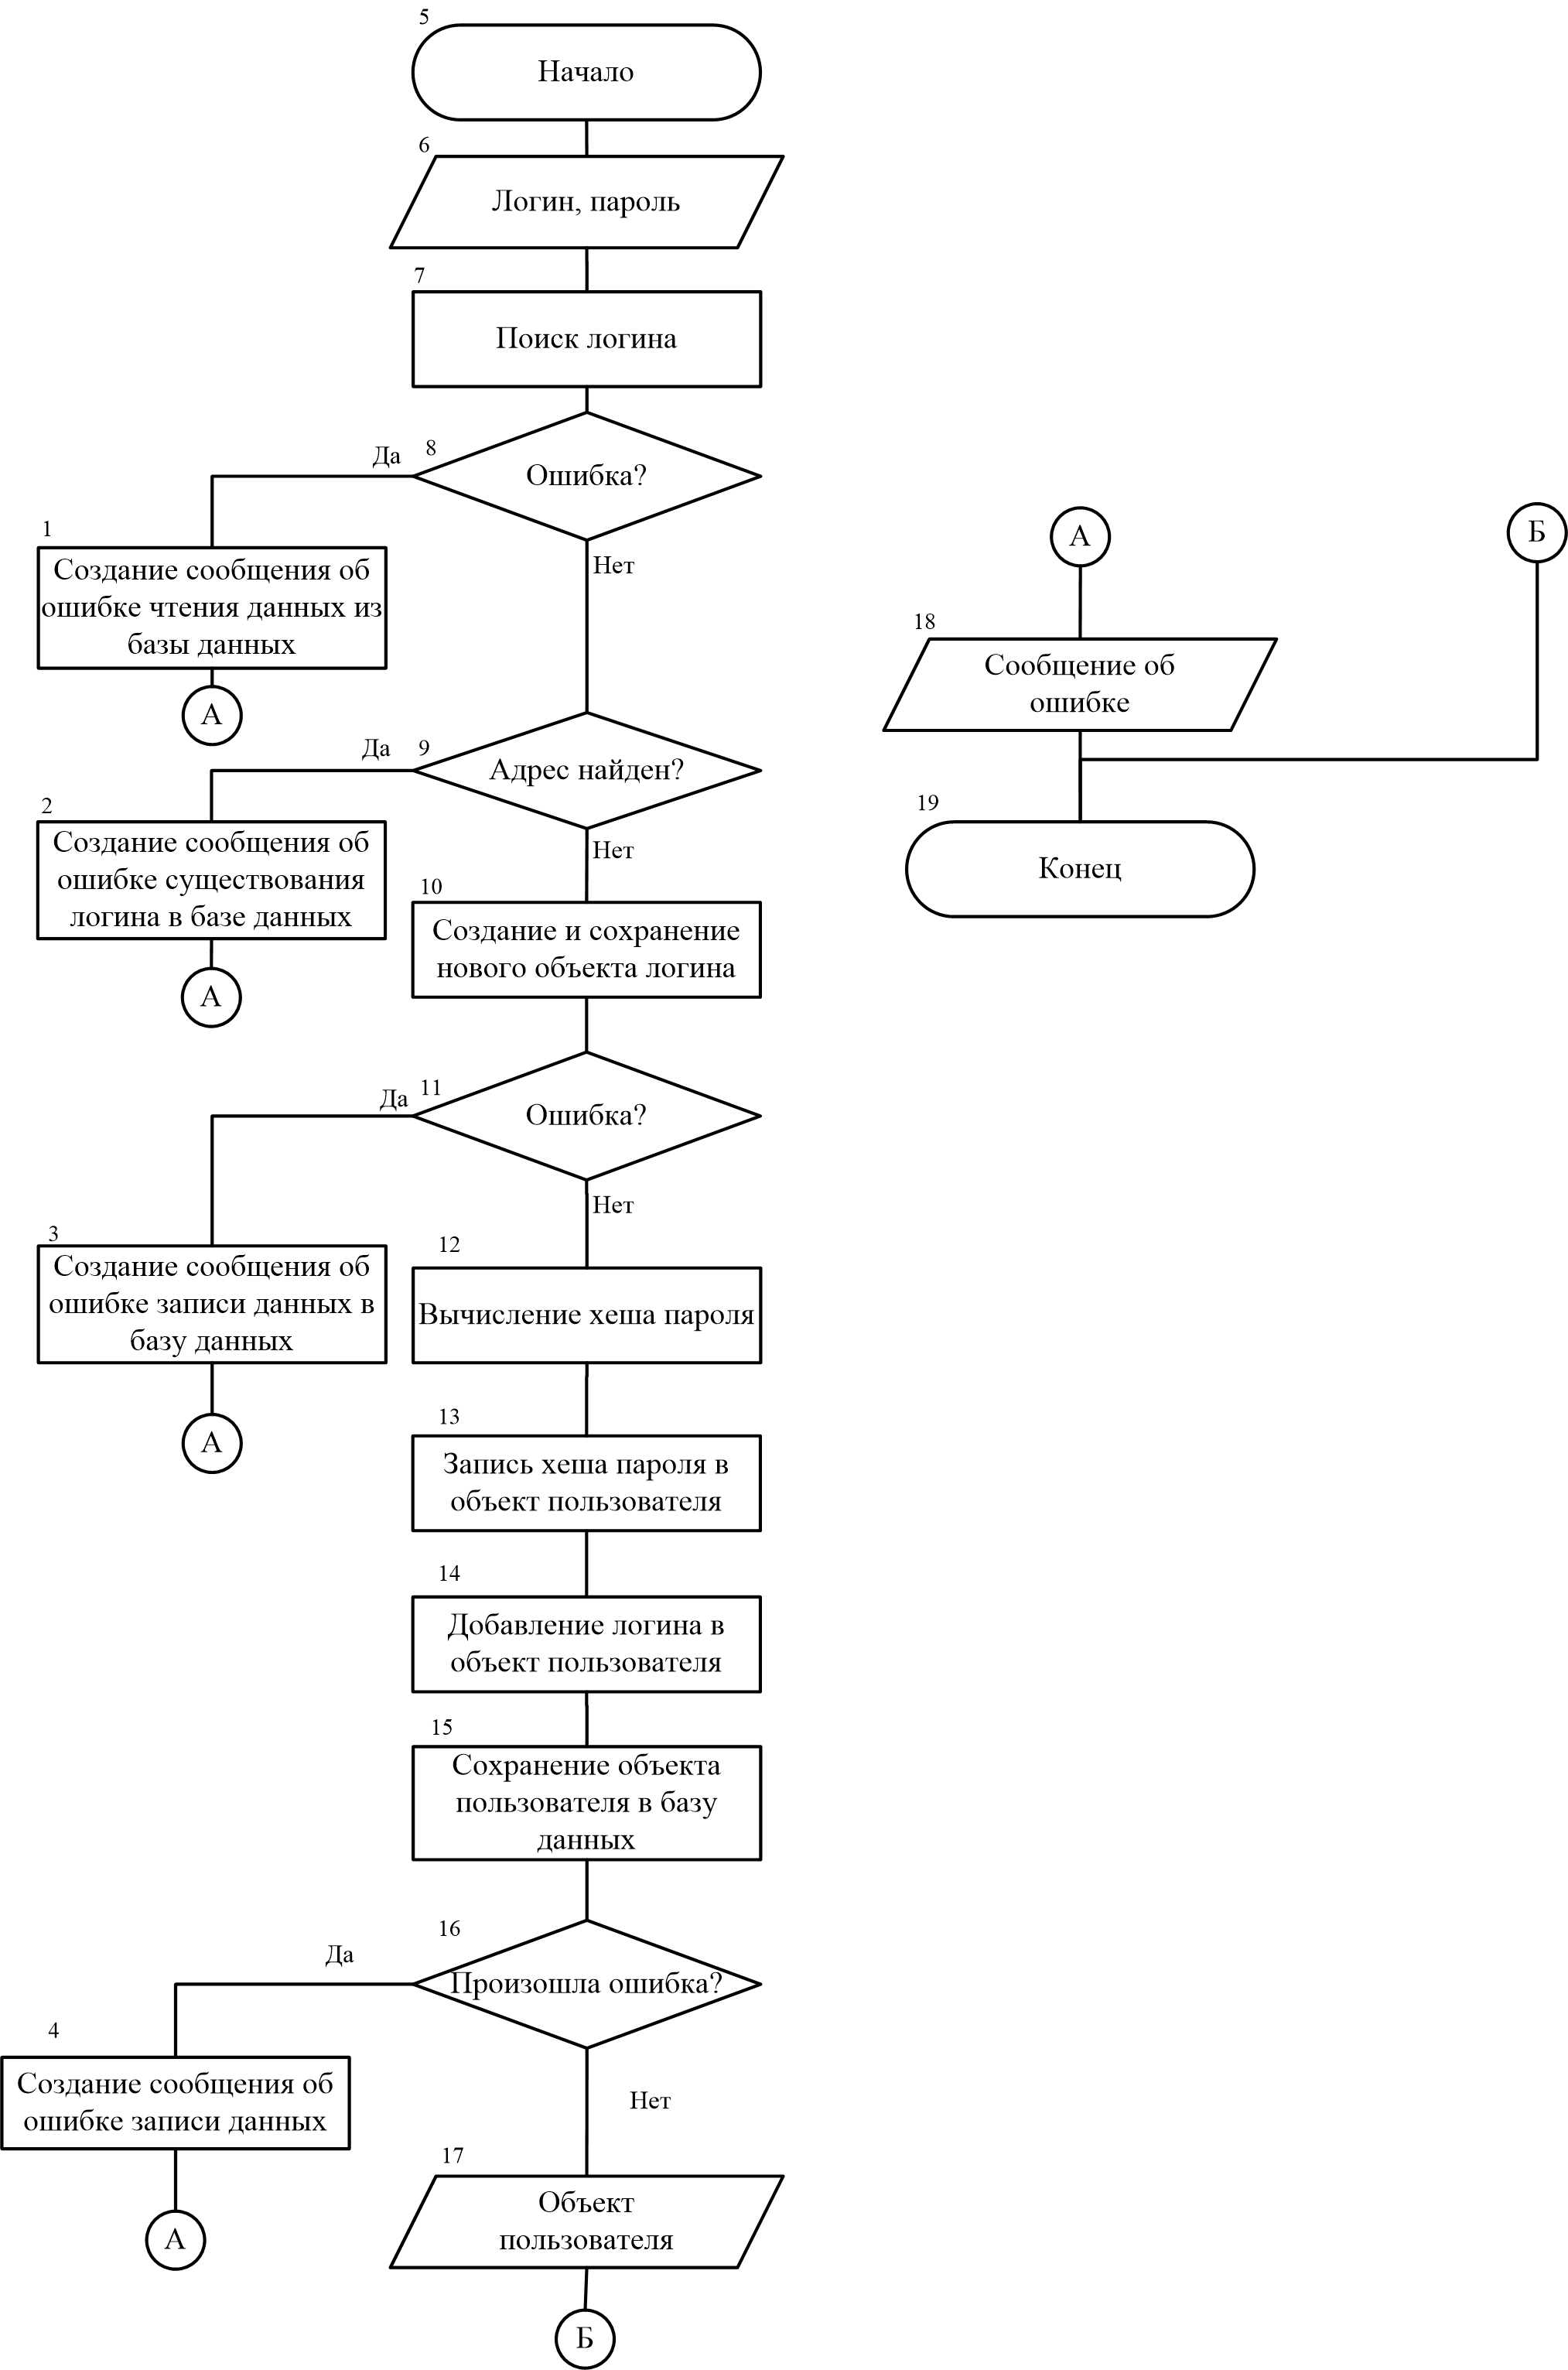 5
Начало
6
Логин, пароль
7
Поиск логина
8
Да
Ошибка?
Нет
1
Создание сообщения об
ошибке чтения данных из
базы данных
А
9
Да
Адрес найден?
Нет
2
Создание сообщения об
ошибке существования
логина в базе данных
А
10
Создание и сохранение
нового объекта логина
11
Да
Ошибка?
Нет
3
Создание сообщения об
ошибке записи данных в
базу данных
А
12
Вычисление хеша пароля
13
Запись хеша пароля в
объект пользователя
14
Добавление логина в
объект пользователя
15
Сохранение объекта
пользователя в базу
данных
16
Да
Произошла ошибка?
Нет
4
Создание сообщения об
ошибке записи данных
А
17
Объект
пользователя
Б
А
Б
18
Сообщение об
ошибке
19
Конец